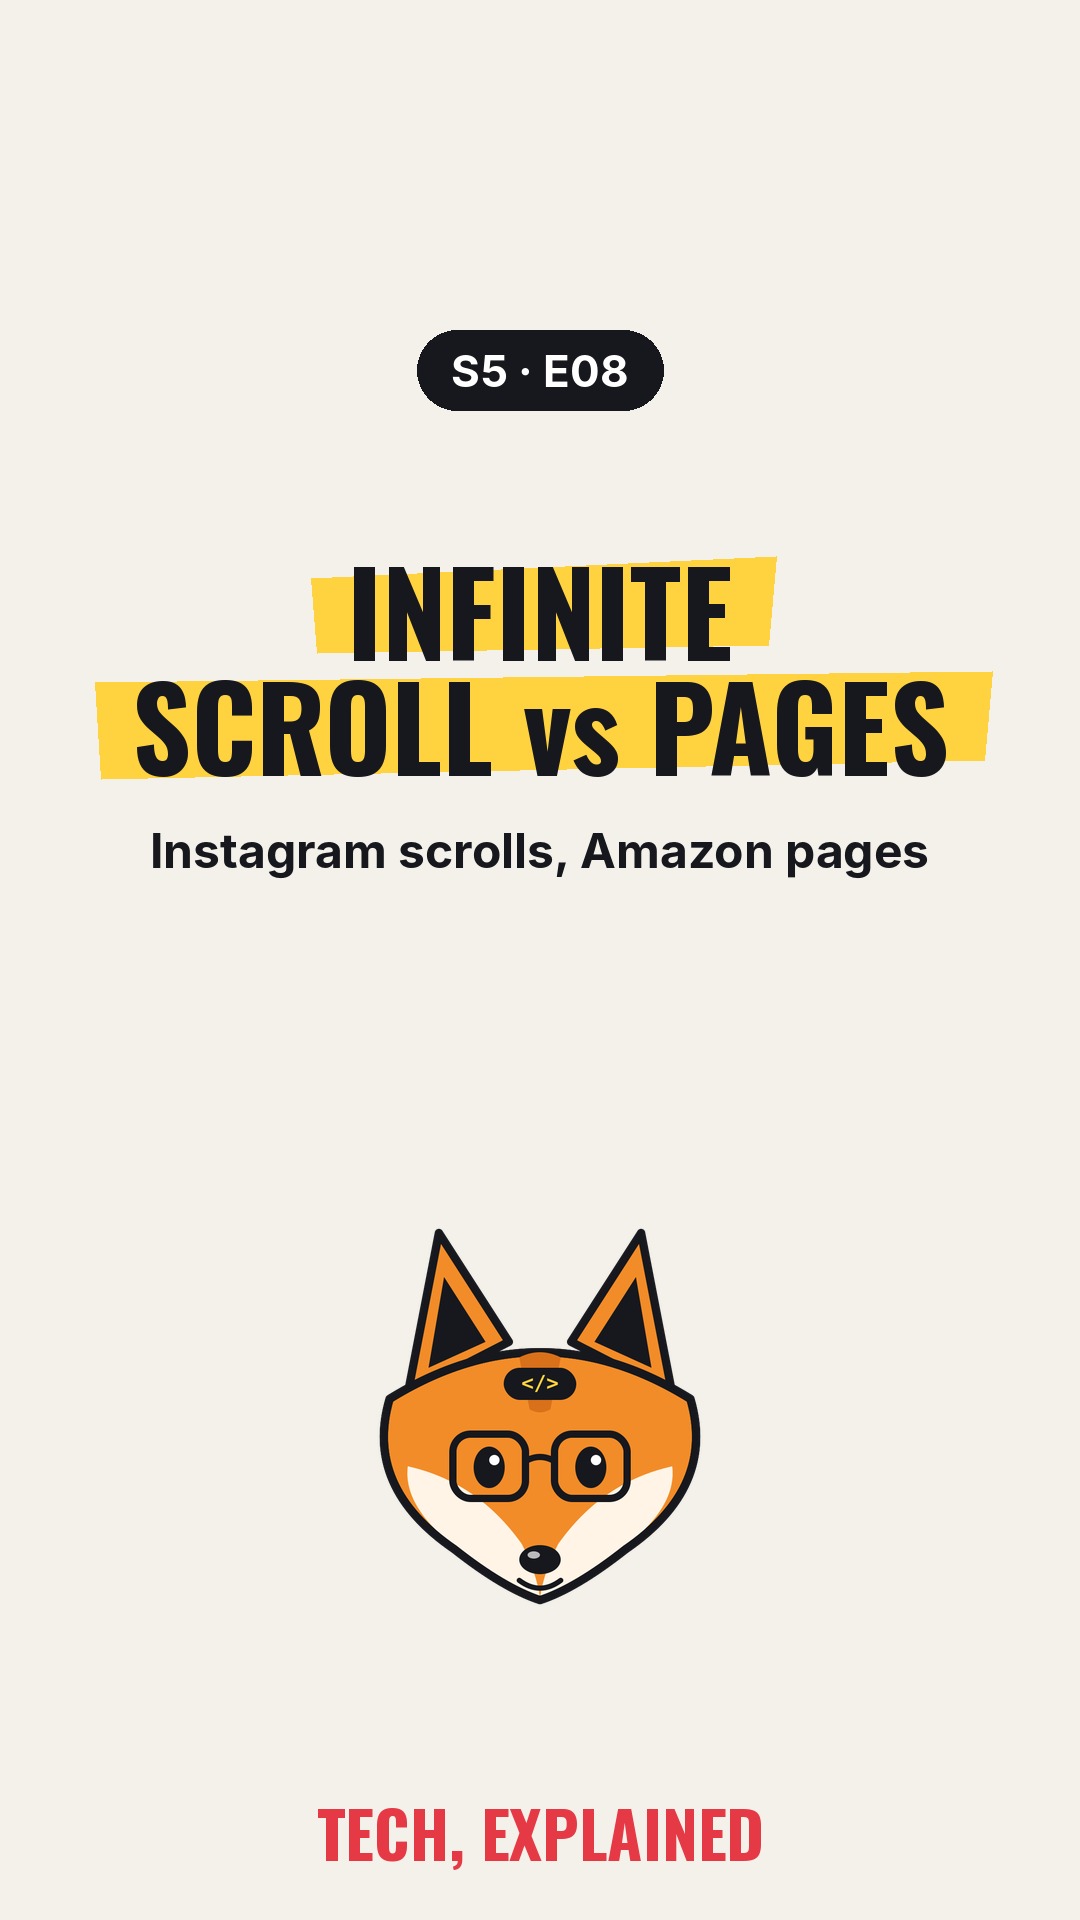 S5 · E08
INFINITE
SCROLL vs PAGES
Instagram scrolls, Amazon pages
</>
TECH, EXPLAINED